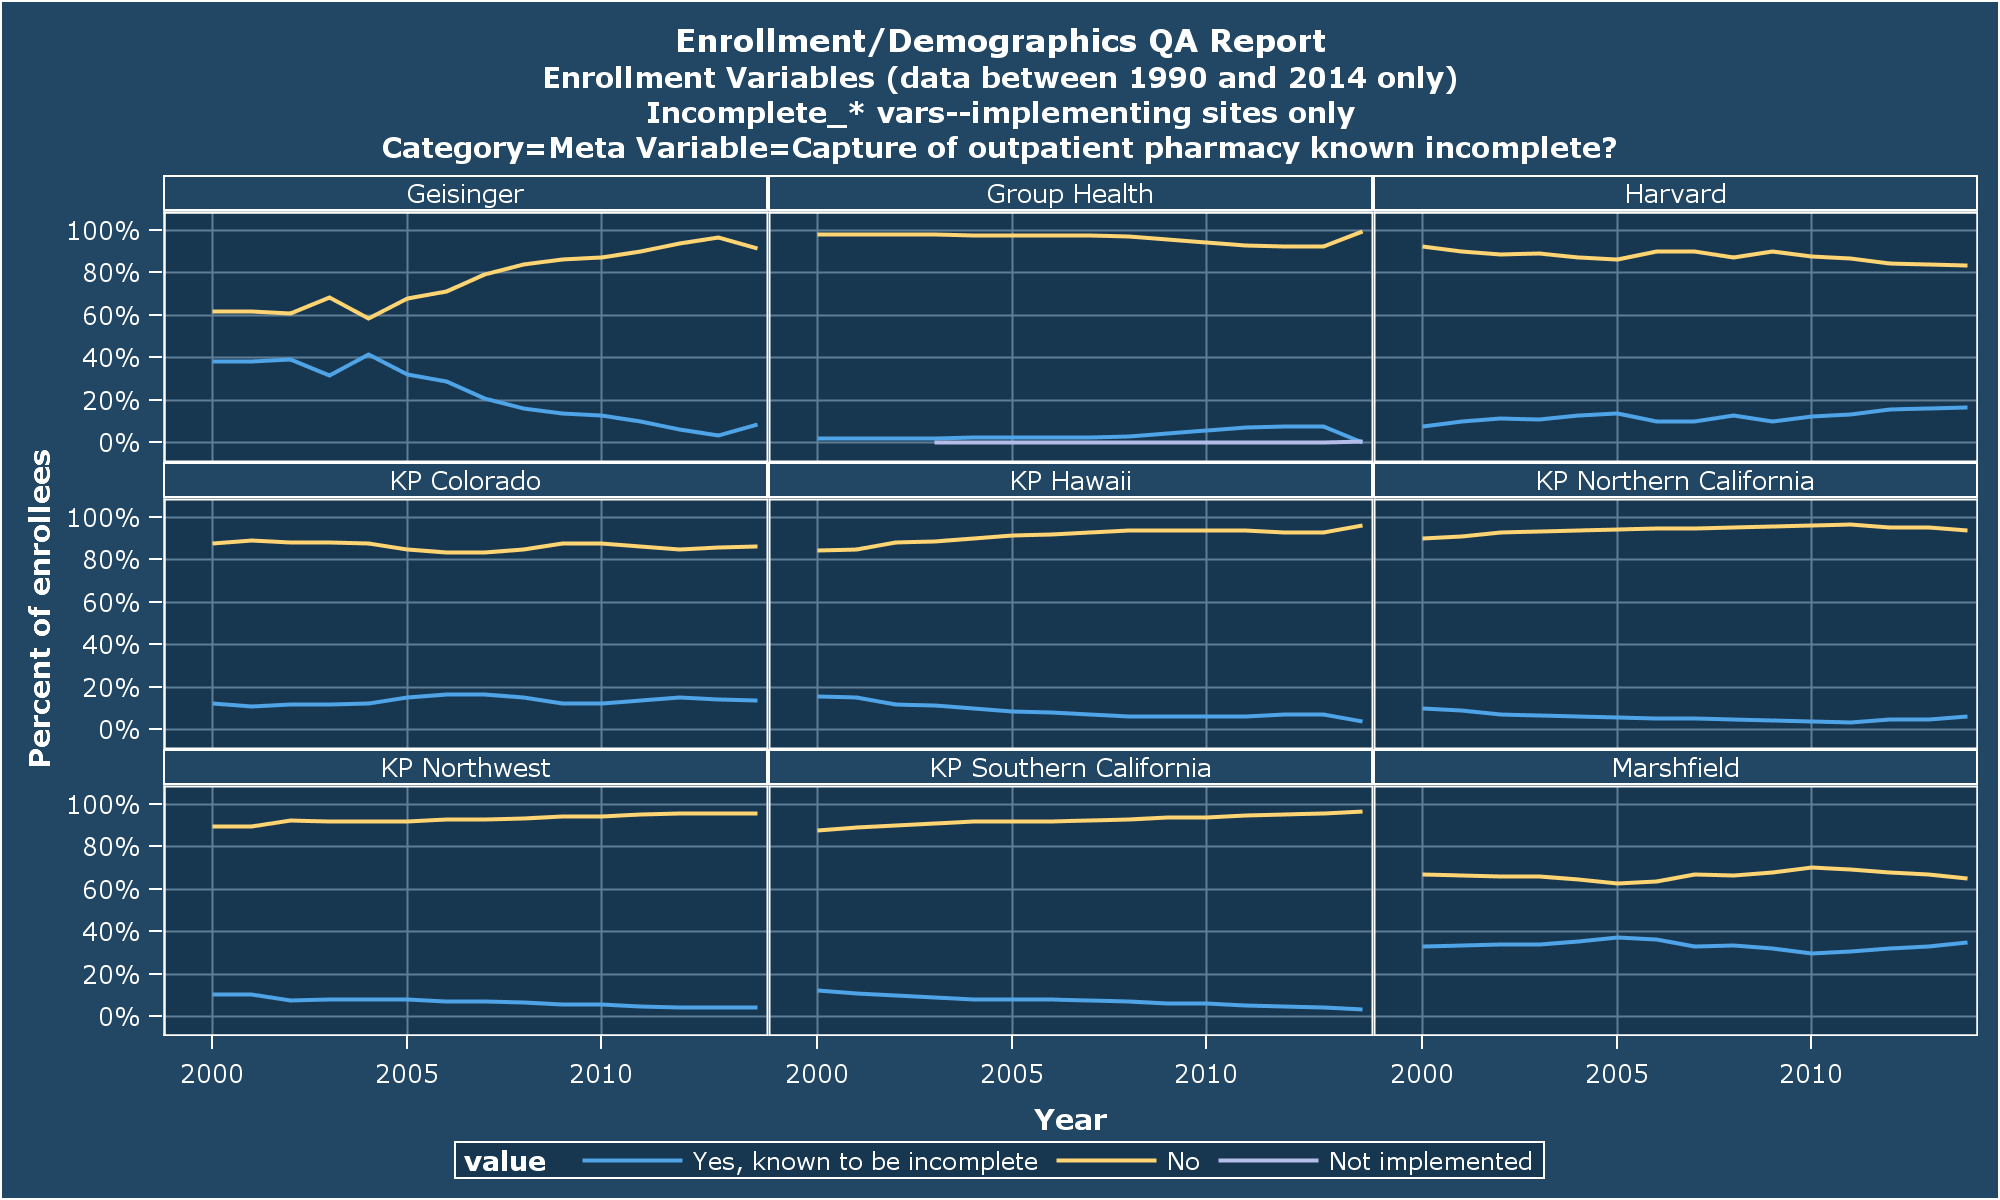 Enrollment/Demographics QA Report
Enrollment Variables (data between 1990 and 2014 only)
Incomplete_* vars--implementing sites only
Category=Meta Variable=Capture of outpatient pharmacy known incomplete?
Geisinger
Group Health
Harvard
100%
80%
60%
40%
20%
0%
KP Colorado
KP Hawaii
KP Northern California
100%
80%
60%
40%
20%
0%
KP Northwest
KP Southern California
Marshfield
100%
80%
60%
40%
20%
0%
Percent of enrollees
2000 2005 2010 2000 2005 2010 2000 2005 2010
Year
value Yes, known to be incomplete No Not implemented